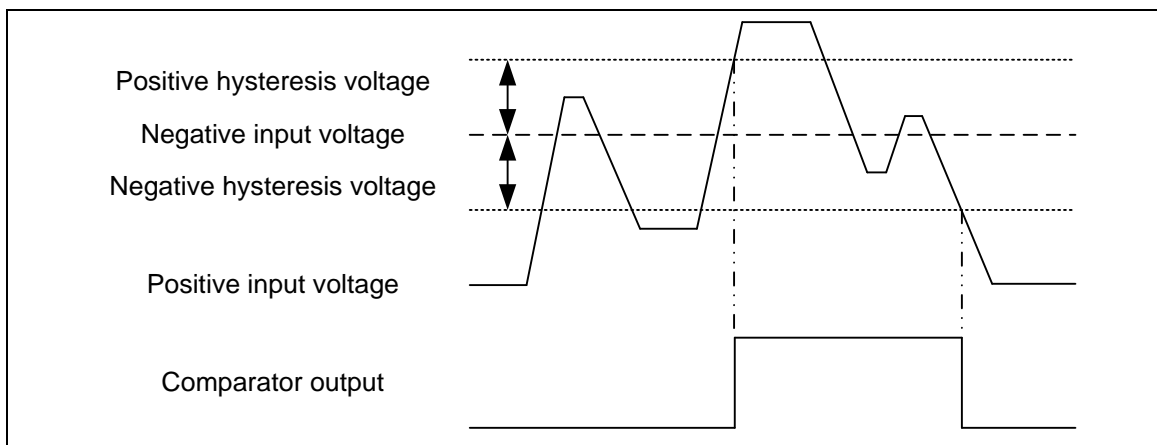 Positive hysteresis voltage
Negative input voltage
Negative hysteresis voltage
Positive input voltage
Comparator output